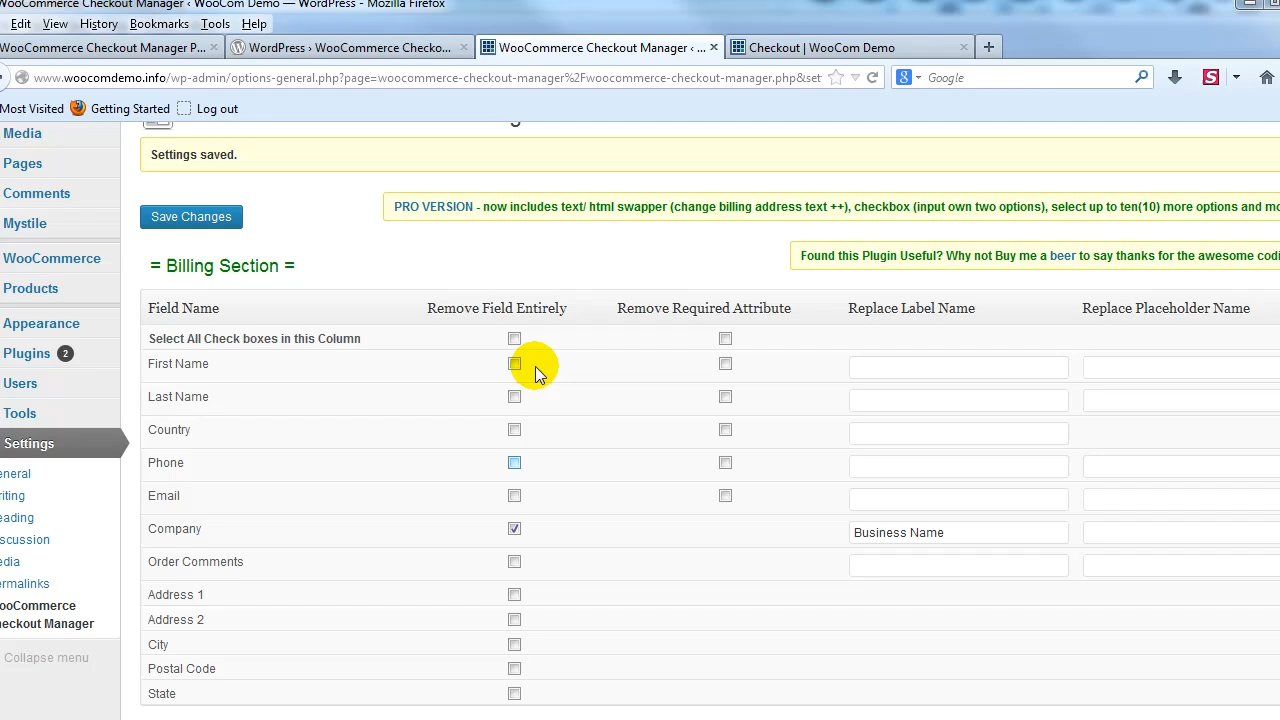 WooCommerce Checkout Manager ‹ WooCom Demo — WordPress - Mozilla Firefox
Edit View History Bookmarks Tools Help
WooCommerce Checkout Manager P... × WordPress › WooCommerce Checko... × WooCommerce Checkout Manager ‹ ... × Checkout | WooCom Demo × +
www.woocomdemo.info/wp-admin/options-general.php?page=woocommerce-checkout-manager%2Fwoocommerce-checkout-manager.php&set Google
Most Visited Getting Started Log out
Media
Settings saved.
Pages
Comments
PRO VERSION - now includes text/ html swapper (change billing address text ++), checkbox (input own two options), select up to ten(10) more options and mo
Save Changes
Mystile
Found this Plugin Useful? Why not Buy me a beer to say thanks for the awesome codi
WooCommerce
= Billing Section =
Products
Field Name Remove Field Entirely Remove Required Attribute Replace Label Name Replace Placeholder Name
Appearance
Select All Check boxes in this Column
Plugins 2
First Name
Users
Last Name
Tools
Country
Settings
Phone
eneral
Email
riting
eading
Company Business Name
iscussion
Order Comments
edia
ermalinks
Address 1
ooCommerce
Address 2
heckout Manager
City
Collapse menu
Postal Code
State